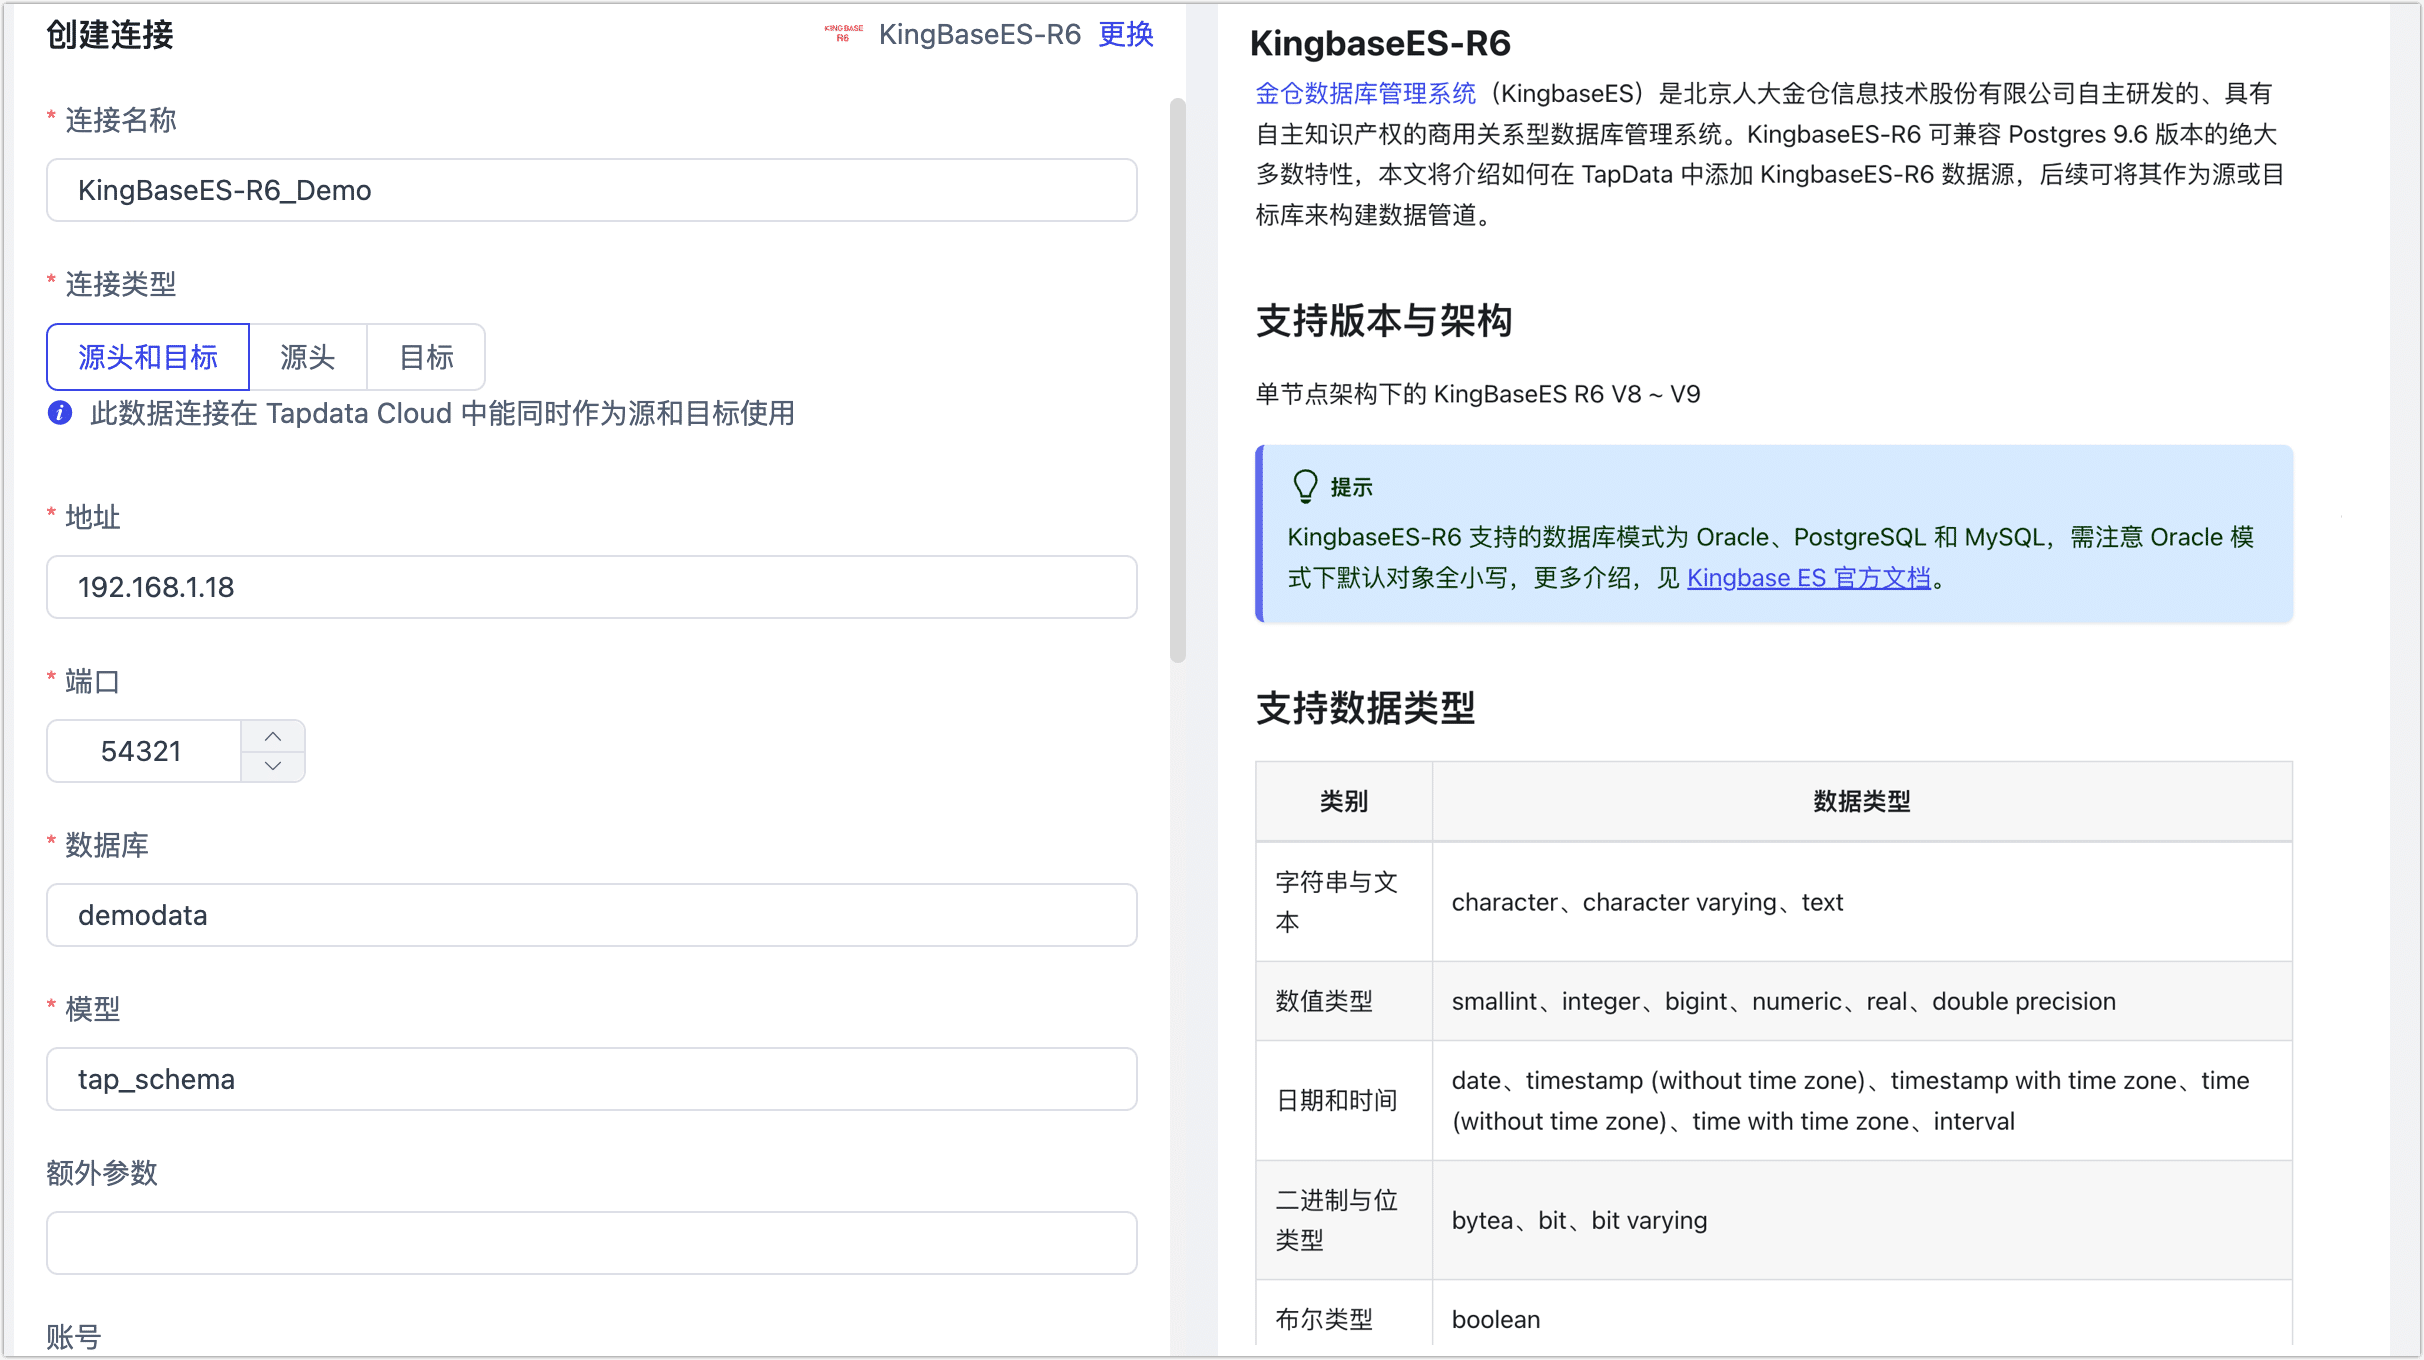 创建连接
KINGBASE
R6
KingBaseES-R6 更换
* 连接名称
KingBaseES-R6_Demo
* 连接类型
源头和目标 源头 目标
此数据连接在 Tapdata Cloud 中能同时作为源和目标使用
* 地址
192.168.1.18
* 端口
54321
* 数据库
demodata
* 模型
tap_schema
额外参数
账号
KingbaseES-R6
金仓数据库管理系统（KingbaseES）是北京人大金仓信息技术股份有限公司自主研发的、具有
自主知识产权的商用关系型数据库管理系统。KingbaseES-R6 可兼容 Postgres 9.6 版本的绝大
多数特性，本文将介绍如何在 TapData 中添加 KingbaseES-R6 数据源，后续可将其作为源或目
标库来构建数据管道。
支持版本与架构
单节点架构下的 KingBaseES R6 V8 ~ V9
提示
KingbaseES-R6 支持的数据库模式为 Oracle、PostgreSQL 和 MySQL，需注意 Oracle 模
式下默认对象全小写，更多介绍，见 Kingbase ES 官方文档。
支持数据类型
类别 数据类型
字符串与文
本
character、character varying、text
数值类型 smallint、integer、bigint、numeric、real、double precision
日期和时间
date、timestamp (without time zone)、timestamp with time zone、time
(without time zone)、time with time zone、interval
二进制与位
类型
bytea、bit、bit varying
布尔类型 boolean